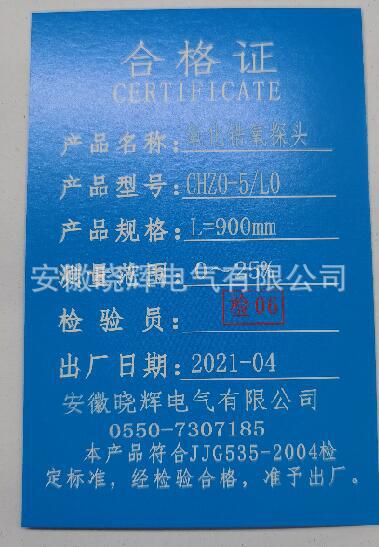 合格证
CERTIFICATE
产品名称:氧化锆氧探头
产品型号:CHZO-5/LO
产品规格:L=900mm
测量范围:0～25%
安徽晓辉电气有限公司
检验员: 检06
出厂日期:2021-04
安徽晓辉电气有限公司
0550-7307185
本产品符合JJG535-2004检
定标准，经检验合格，准予出厂。